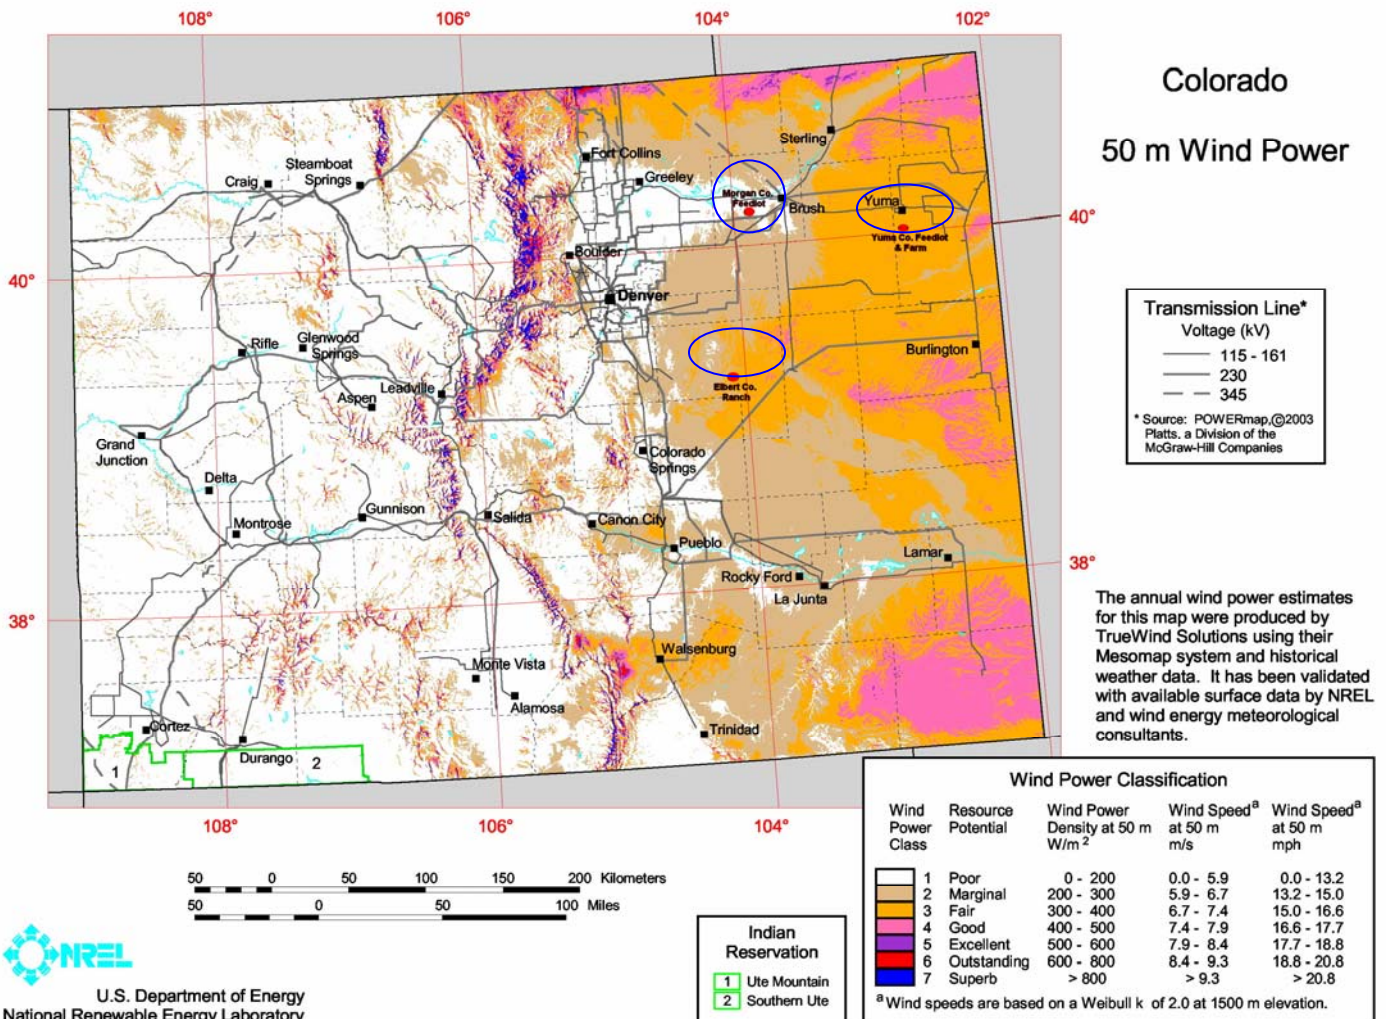 108°
106°
104°
102°
Colorado
50 m Wind Power
Sterling
Fort Collins
Steamboat
Springs
Craig
Greeley
Morgan Co.
Feedlot
Brush
Yuma
40°
Yuma Co. Feedlot
& Farm
Boulder
40°
Denver
Transmission Line*
Voltage (kV)
115 - 161
230
345
* Source: POWERmap,©2003
Platts, a Division of the
McGraw-Hill Companies
Rifle
Glenwood
Springs
Burlington
Leadville
Aspen
Elbert Co.
Ranch
Grand
Junction
Colorado
Springs
Delta
Gunnison
Salida
Canon City
Montrose
Pueblo
Lamar
38°
Rocky Ford
La Junta
The annual wind power estimates
for this map were produced by
TrueWind Solutions using their
Mesomap system and historical
weather data. It has been validated
with available surface data by NREL
and wind energy meteorological
consultants.
38°
Walsenburg
Monte Vista
Alamosa
Cortez
Trinidad
Durango
1
2
108°
106°
104°
Wind Power Classification
Wind Resource Wind Power Wind Speed a Wind Speed a
Power Potential Density at 50 m at 50 m at 50 m
Class W/m 2 m/s mph
1 Poor 0 - 200 0.0 - 5.9 0.0 - 13.2
2 Marginal 200 - 300 5.9 - 6.7 13.2 - 15.0
3 Fair 300 - 400 6.7 - 7.4 15.0 - 16.6
4 Good 400 - 500 7.4 - 7.9 16.6 - 17.7
5 Excellent 500 - 600 7.9 - 8.4 17.7 - 18.8
6 Outstanding 600 - 800 8.4 - 9.3 18.8 - 20.8
7 Superb > 800 > 9.3 > 20.8
a Wind speeds are based on a Weibull k of 2.0 at 1500 m elevation.
50 0 50 100 150 200 Kilometers
50 0 50 100 Miles
Indian
Reservation
1 Ute Mountain
2 Southern Ute
NREL
U.S. Department of Energy
National Renewable Energy Laboratory